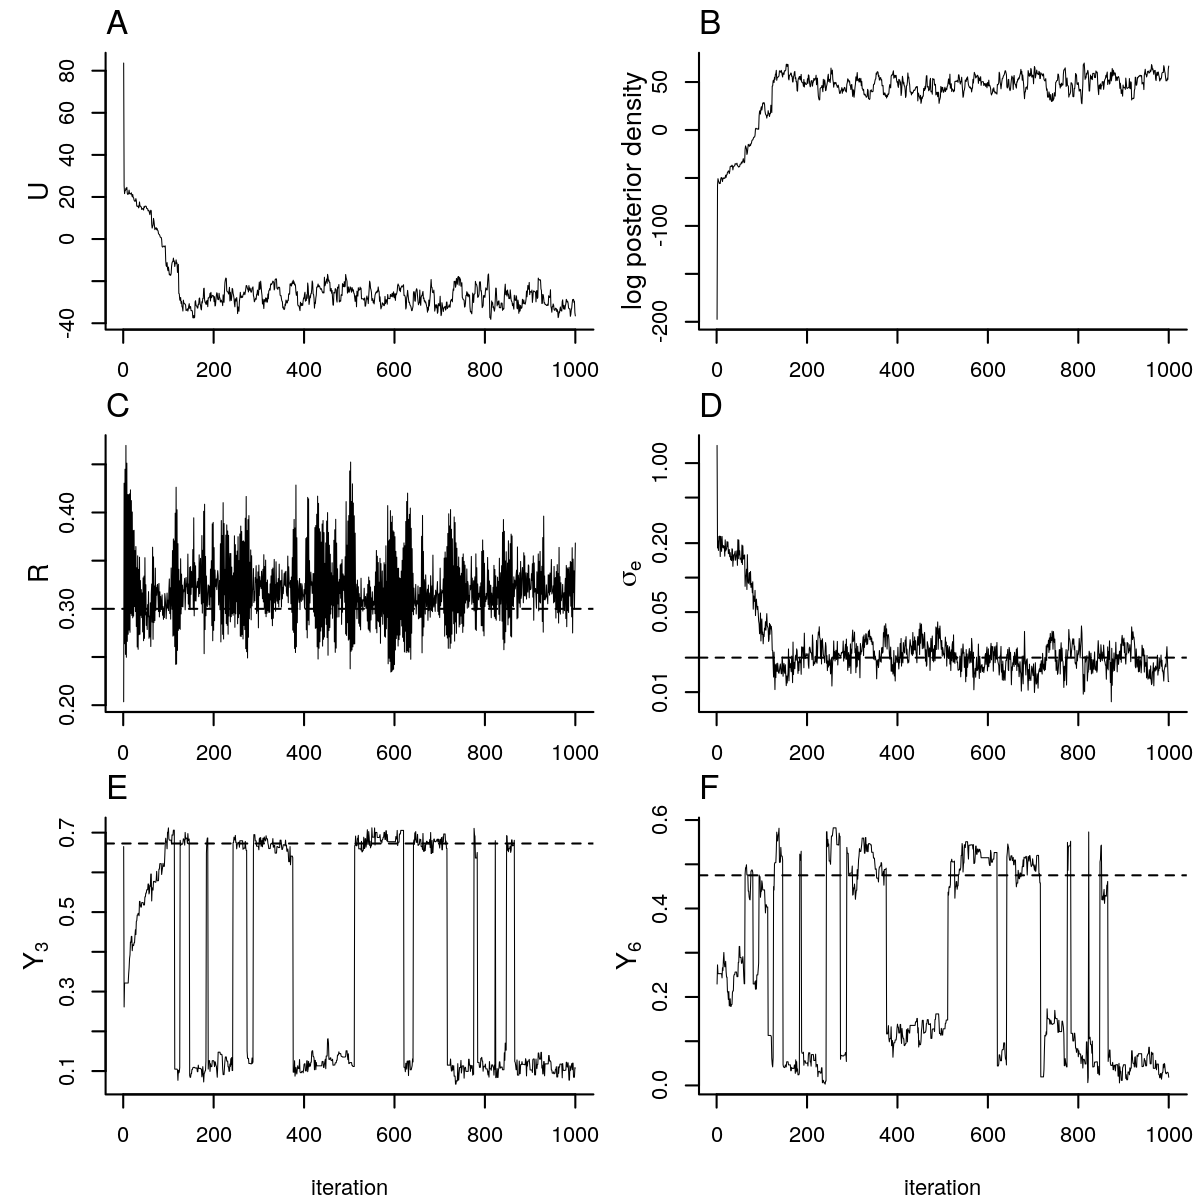 A
U
80
60
40
20
0
-40
0 200 400 600 800 1000
B
log posterior density
50
0
-100
-200
0 200 400 600 800 1000
C
R
0.40
0.30
0.20
0 200 400 600 800 1000
D
σe
1.00
0.20
0.05
0.01
0 200 400 600 800 1000
E
Y3
0.7
0.5
0.3
0.1
0 200 400 600 800 1000
iteration
F
Y6
0.6
0.4
0.2
0.0
0 200 400 600 800 1000
iteration